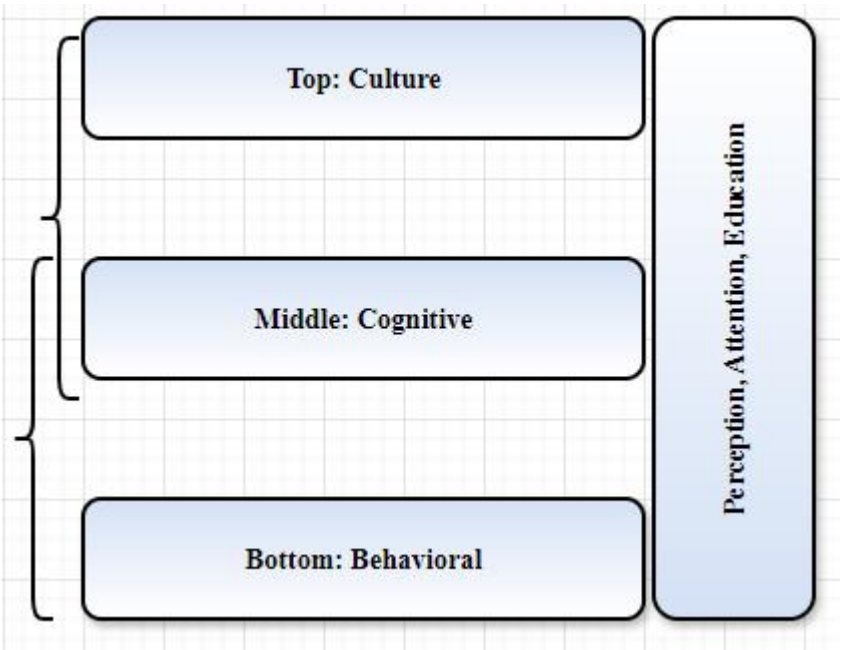 Top: Culture
Middle: Cognitive
Bottom: Behavioral
Perception, Attention, Education